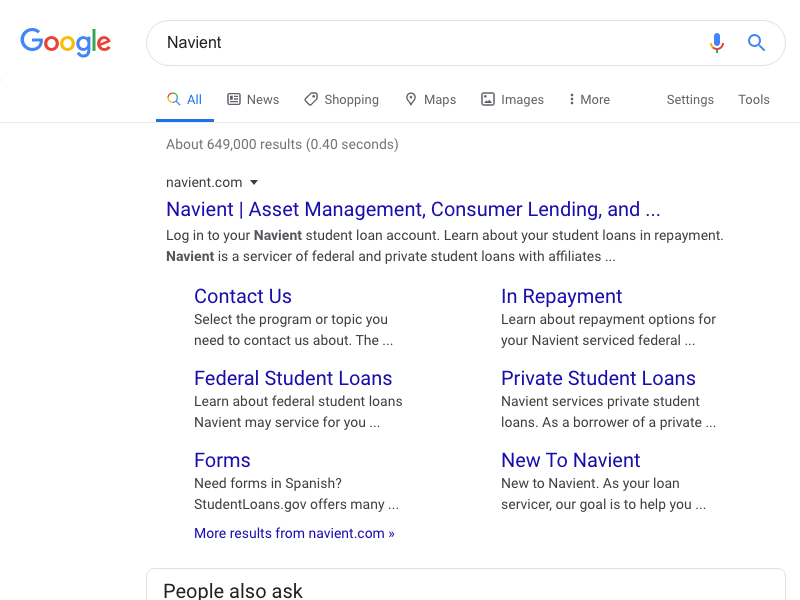 Google
Navient
All
News
Shopping
Maps
Images
More
Settings
Tools
About 649,000 results (0.40 seconds)
navient.com
Navient | Asset Management, Consumer Lending, and ...
Log in to your Navient student loan account. Learn about your student loans in repayment.
Navient is a servicer of federal and private student loans with affiliates ...
Contact Us
Select the program or topic you
need to contact us about. The ...
In Repayment
Learn about repayment options for
your Navient serviced federal ...
Federal Student Loans
Learn about federal student loans
Navient may service for you ...
Private Student Loans
Navient services private student
loans. As a borrower of a private ...
Forms
Need forms in Spanish?
StudentLoans.gov offers many ...
New To Navient
New to Navient. As your loan
servicer, our goal is to help you ...
More results from navient.com »
People also ask